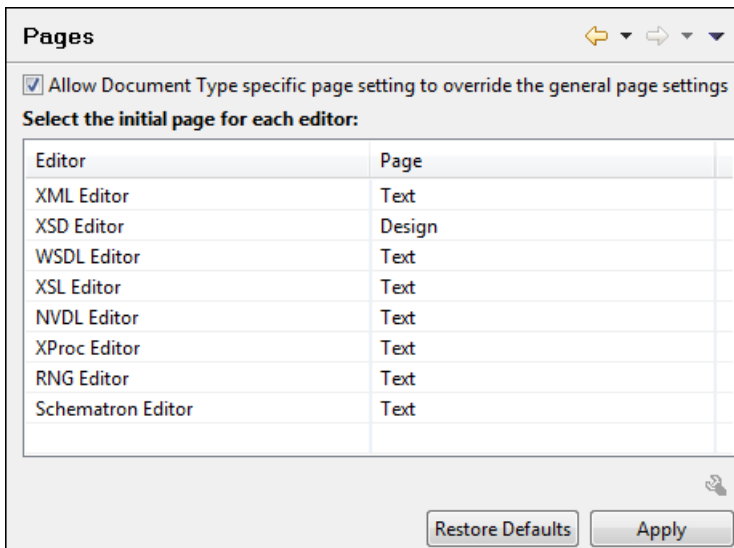 Pages
Allow Document Type specific page setting to override the general page settings
Select the initial page for each editor:
Editor Page
XML Editor Text
XSD Editor Design
WSDL Editor Text
XSL Editor Text
NVDL Editor Text
XProc Editor Text
RNG Editor Text
Schematron Editor Text
Restore Defaults Apply